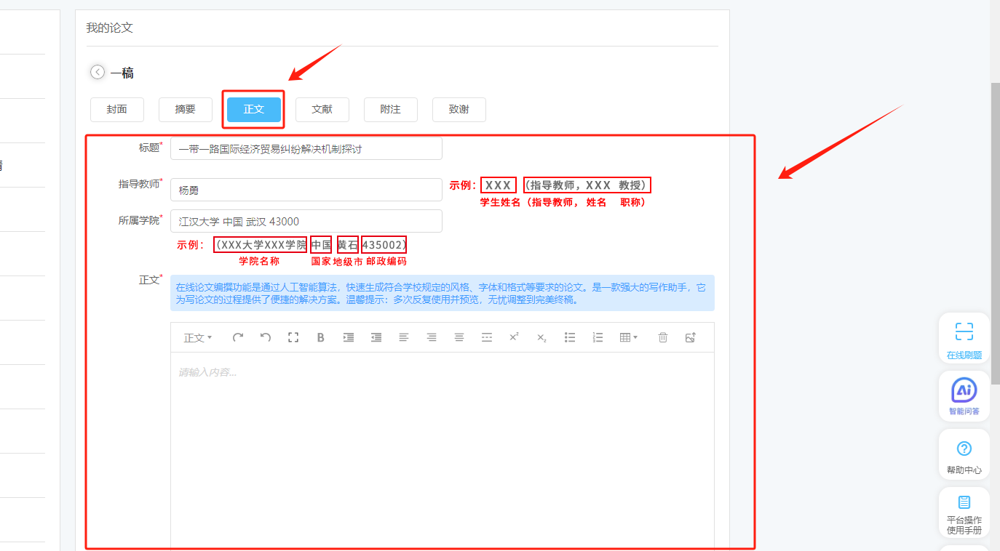 我的论文
一稿
封面 摘要 正文 文献 附注 致谢
标题* 一带一路国际经济贸易纠纷解决机制探讨
指导教师* 杨勇
示例： XXX （指导教师，XXX 教授）
学生姓名（指导教师， 姓名 职称）
所属学院* 江汉大学 中国 武汉 43000
示例： （XXX大学XXX学院 中国 黄石 435002）
学院名称 国家 地级市 邮政编码
正文* 在线论文编撰功能是通过人工智能算法，快速生成符合学校规定的风格、字体和格式等要求的论文。是一款强大的写作助手，它
为写论文的过程提供了便捷的解决方案。温馨提示：多次反复使用并预览，无忧调整到完美终稿。
正文 B x² x₂
请输入内容...
在线刷题
Ai
智能问答
帮助中心
平台操作
使用手册